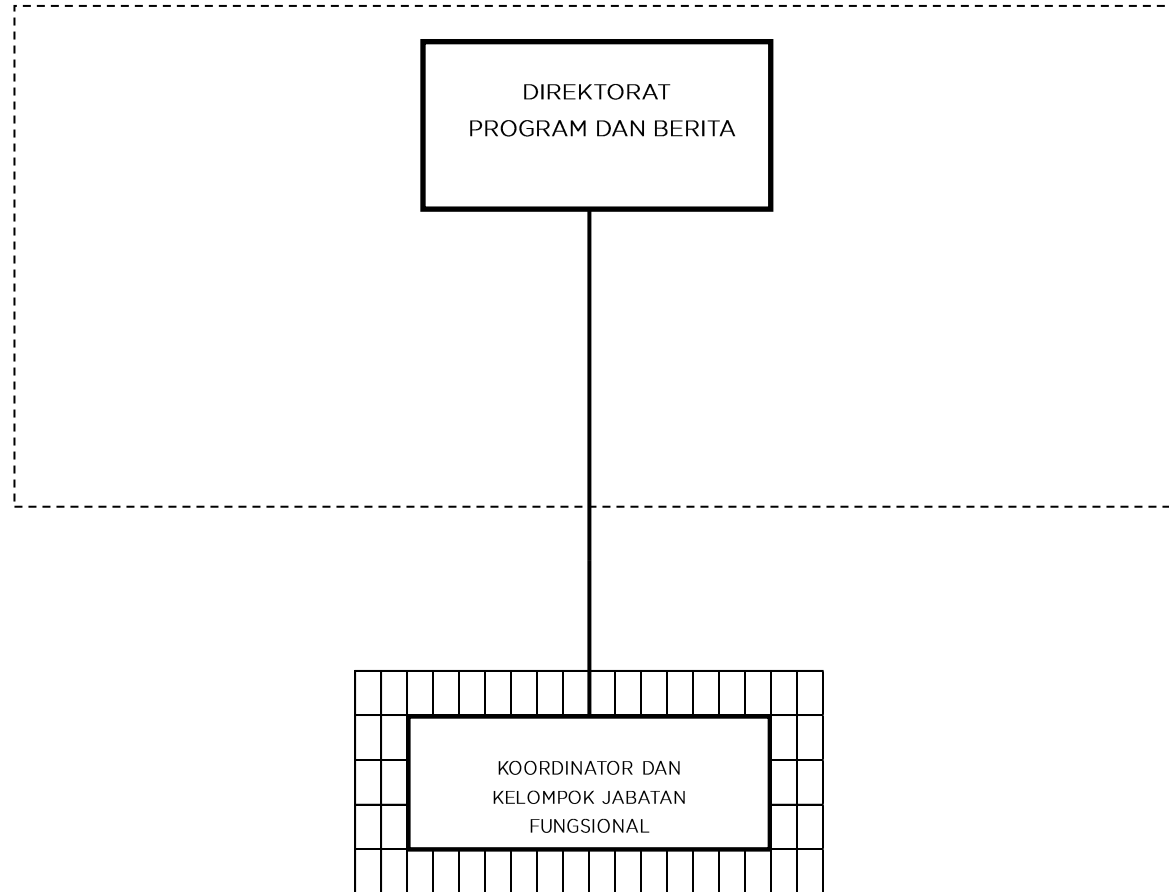 DIREKTORAT
PROGRAM DAN BERITA
KOORDINATOR DAN
KELOMPOK JABATAN
FUNGSIONAL